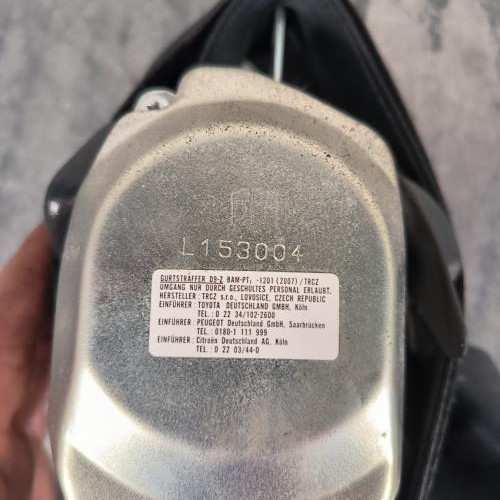 L153004
GURTSTRÄFFER D9-Z BAM-PT₁ -1201(2007)/TRCZ
UMGANG NUR DURCH GESCHULTES PERSONAL ERLAUBT.
HERSTELLER : TRCZ s.r.o., LOVOSICE, CZECH REPUBLIC
EINFÜHRER : TOYOTA DEUTSCHLAND GMBH, Köln
TEL.: 0 22 34/102-2600
EINFÜHRER : PEUGEOT Deutschland GmbH, Saarbrücken
TEL.: 0180-1 111 999
EINFÜHRER : Citroën Deutschland AG, Köln
TEL.: 0 22 03/44-0